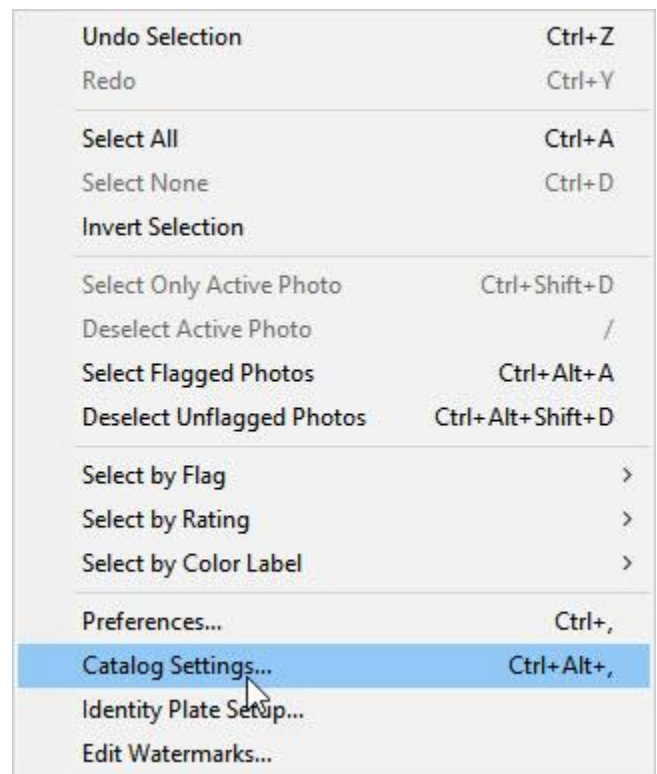 Undo Selection Ctrl+Z
Redo Ctrl+Y
Select All Ctrl+A
Select None Ctrl+D
Invert Selection
Select Only Active Photo Ctrl+Shift+D
Deselect Active Photo /
Select Flagged Photos Ctrl+Alt+A
Deselect Unflagged Photos Ctrl+Alt+Shift+D
Select by Flag >
Select by Rating >
Select by Color Label >
Preferences... Ctrl+,
Catalog Settings... Ctrl+Alt+,
Identity Plate Setup...
Edit Watermarks...